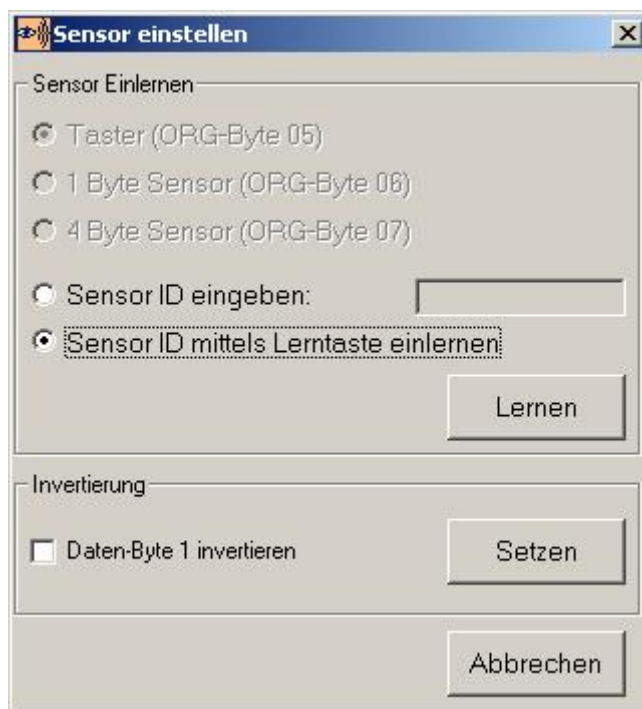 Sensor einstellen
Sensor Einlernen
Taster (ORG-Byte 05)
1 Byte Sensor (ORG-Byte 06)
4 Byte Sensor (ORG-Byte 07)
Sensor ID eingeben:
Sensor ID mittels Lerntaste einlernen
Lernen
Invertierung
Daten-Byte 1 invertieren
Setzen
Abbrechen